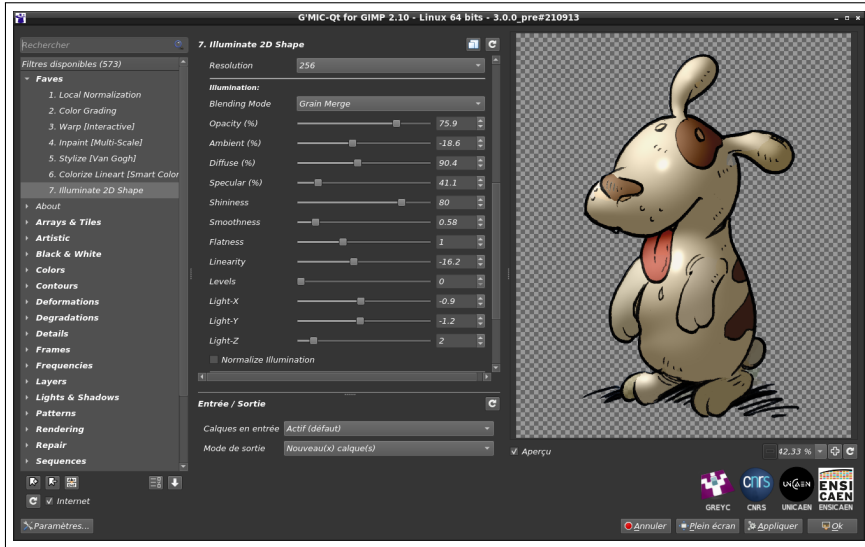 G'MIC-Qt for GIMP 2.10 - Linux 64 bits - 3.0.0_pre#210913
Rechercher
Filtres disponibles (573)
Faves
1. Local Normalization
2. Color Grading
3. Warp [Interactive]
4. Inpaint [Multi-Scale]
5. Stylize [Van Gogh]
6. Colorize Lineart [Smart Color
7. Illuminate 2D Shape
About
Arrays & Tiles
Artistic
Black & White
Colors
Contours
Deformations
Degradations
Details
Frames
Frequencies
Layers
Lights & Shadows
Patterns
Rendering
Repair
Sequences
Internet
Paramètres...
7. Illuminate 2D Shape
Resolution 256
Illumination:
Blending Mode Grain Merge
Opacity (%) 75.9
Ambient (%) -18.6
Diffuse (%) 90.4
Specular (%) 41.1
Shininess 80
Smoothness 0.58
Flatness 1
Linearity -16.2
Levels 0
Light-X -0.9
Light-Y -1.2
Light-Z 2
Normalize Illumination
Entrée / Sortie
Calques en entrée Actif (défaut)
Mode de sortie Nouveau(x) calque(s)
Aperçu
42,33 %
cnrs
UNICAEN
ENSI
CAEN
GREYC CNRS UNICAEN ENSICAEN
Annuler Plein écran Appliquer Ok